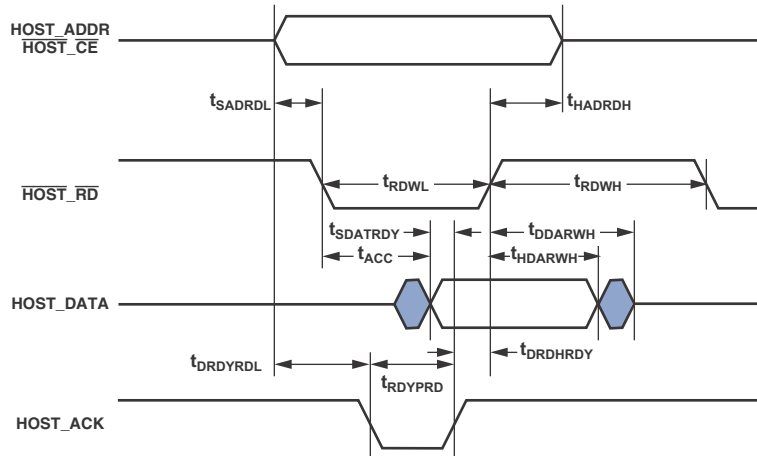 HOST_ADDR
HOST_CE
tSADRDL
tHADRDH
HOST_RD
tRDWL
tRDWH
tSDATRDY
tDDARWH
tACC
tHDARWH
HOST_DATA
tDRDYRDL
tRDYPRD
tDRDHRDY
HOST_ACK